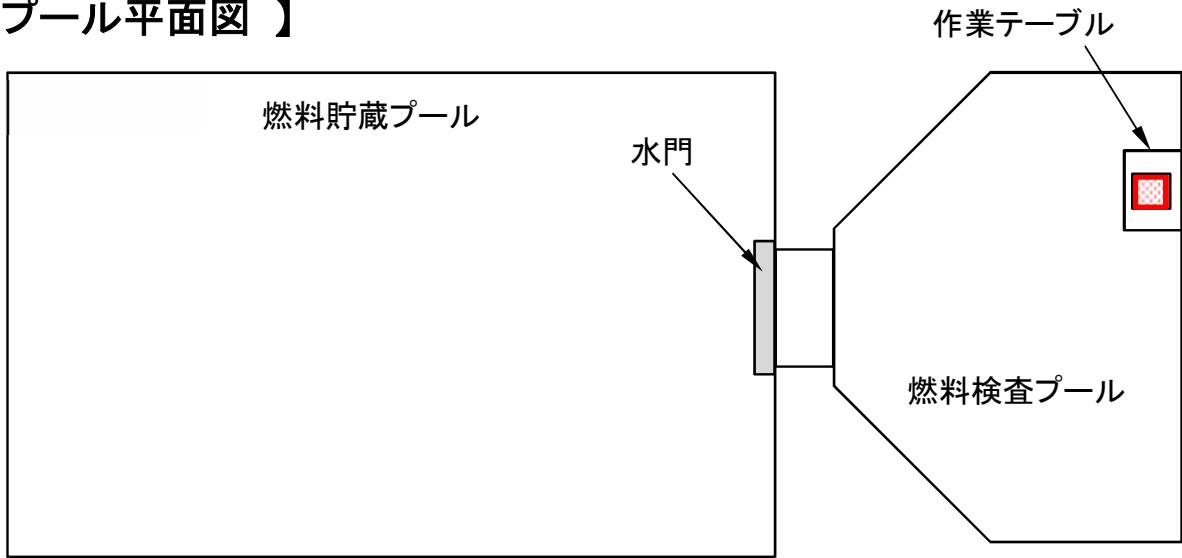 プール平面図 】
作業テーブル
燃料貯蔵プール
水門
燃料検査プール